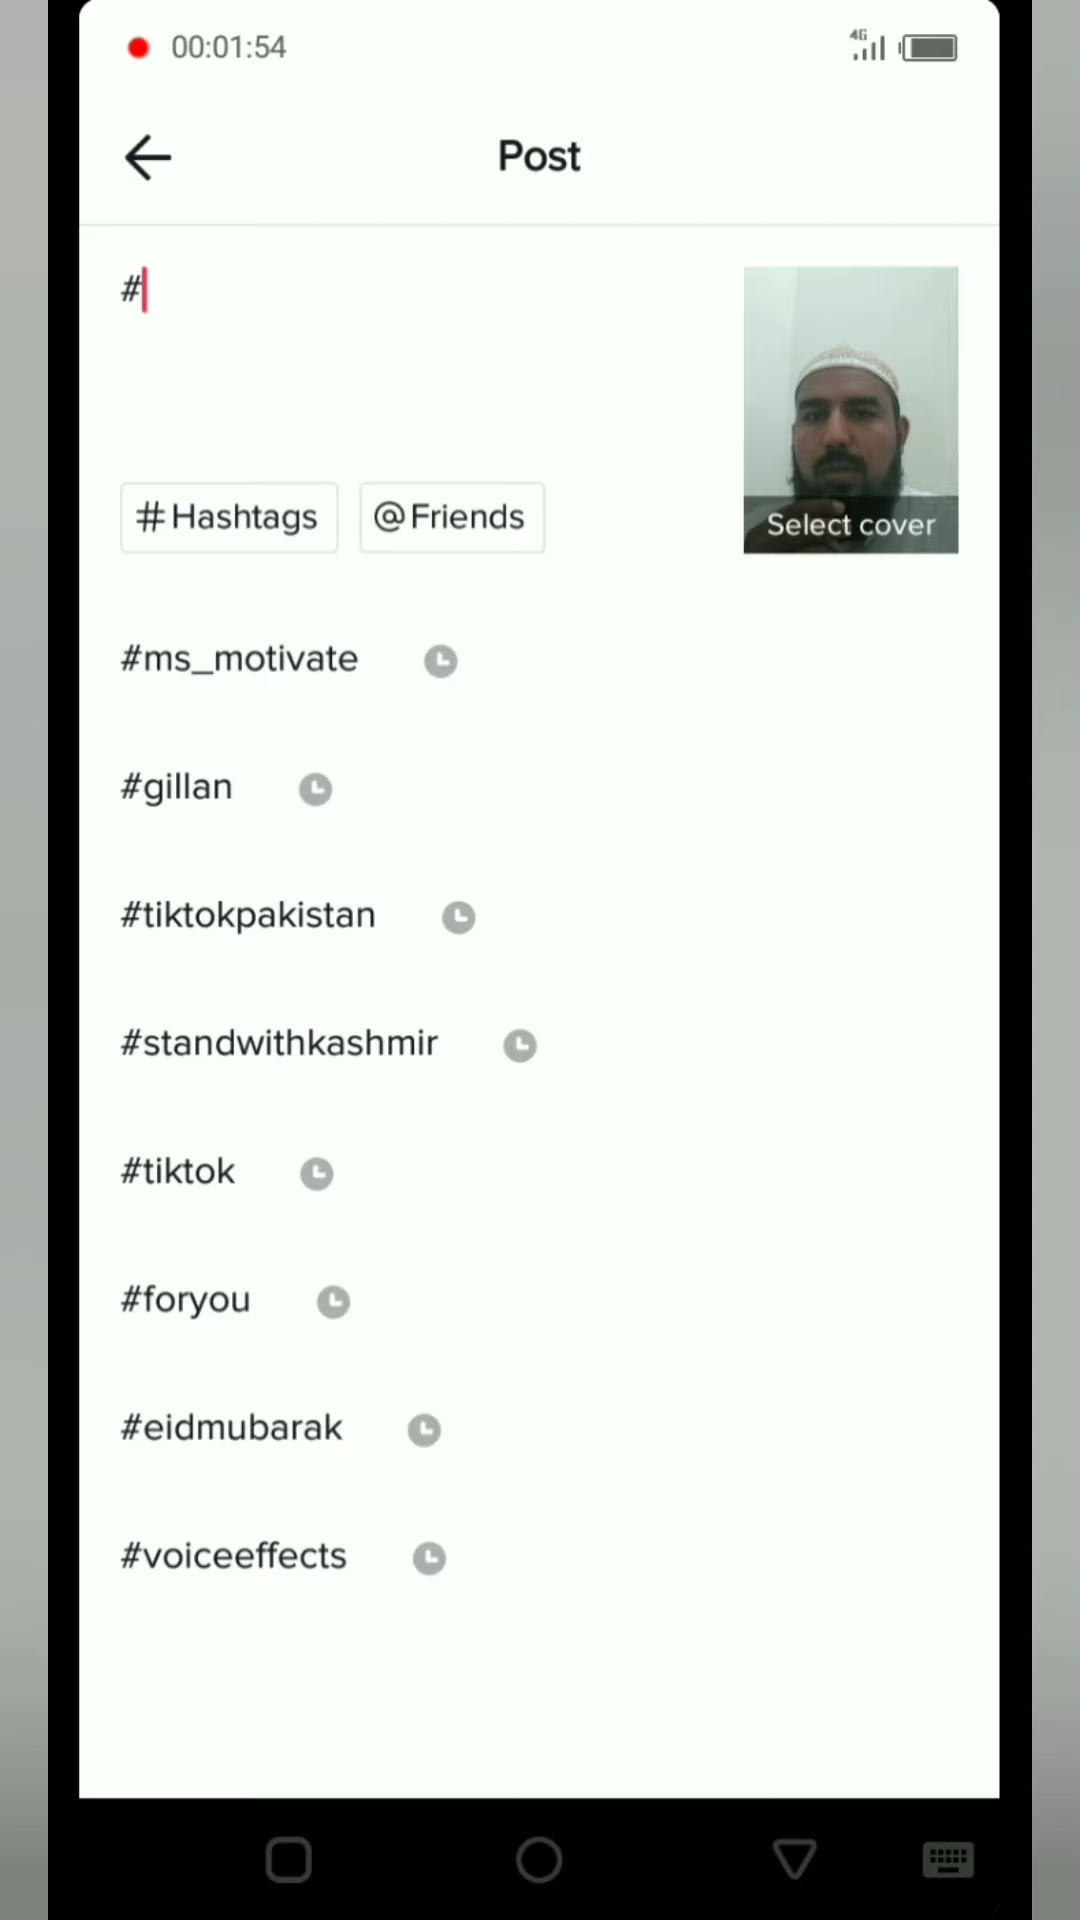 00:01:54
4G
Post
#
# Hashtags
@ Friends
Select cover
#ms_motivate
#gillan
#tiktokpakistan
#standwithkashmir
#tiktok
#foryou
#eidmubarak
#voiceeffects